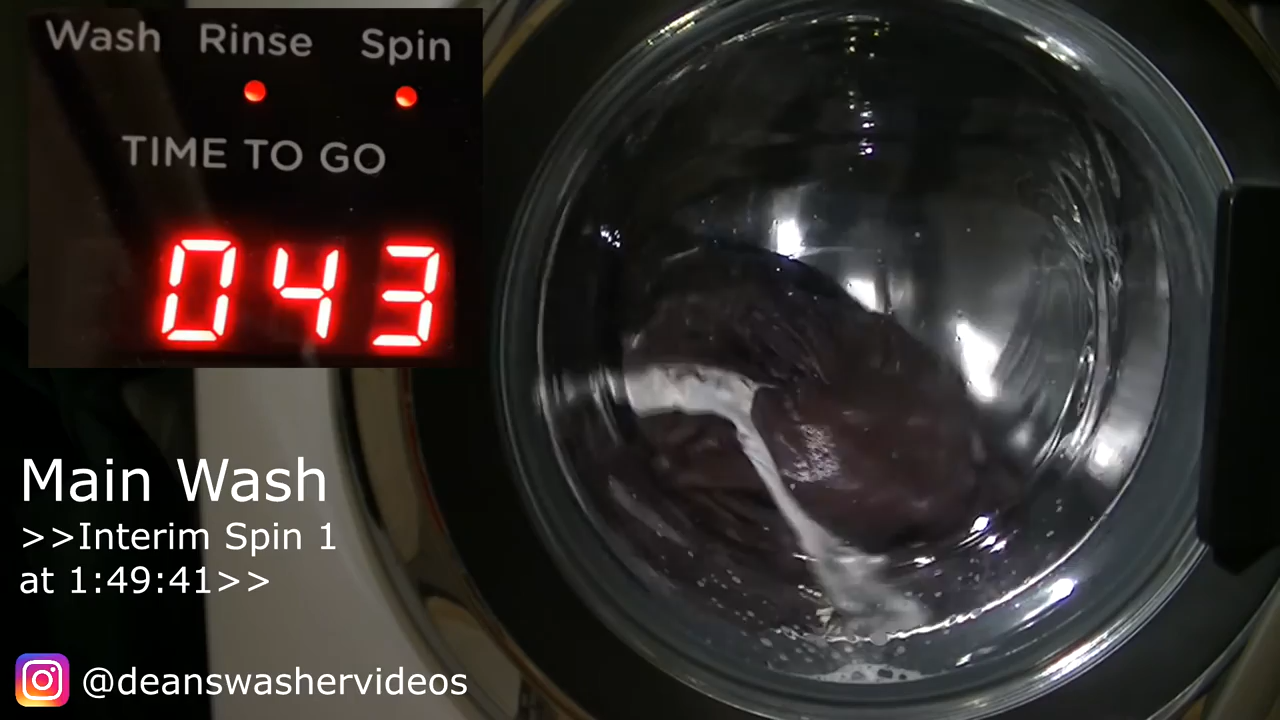 Wash Rinse Spin
TIME TO GO
043
Main Wash
>>Interim Spin 1
at 1:49:41>>
@deanswashervideos